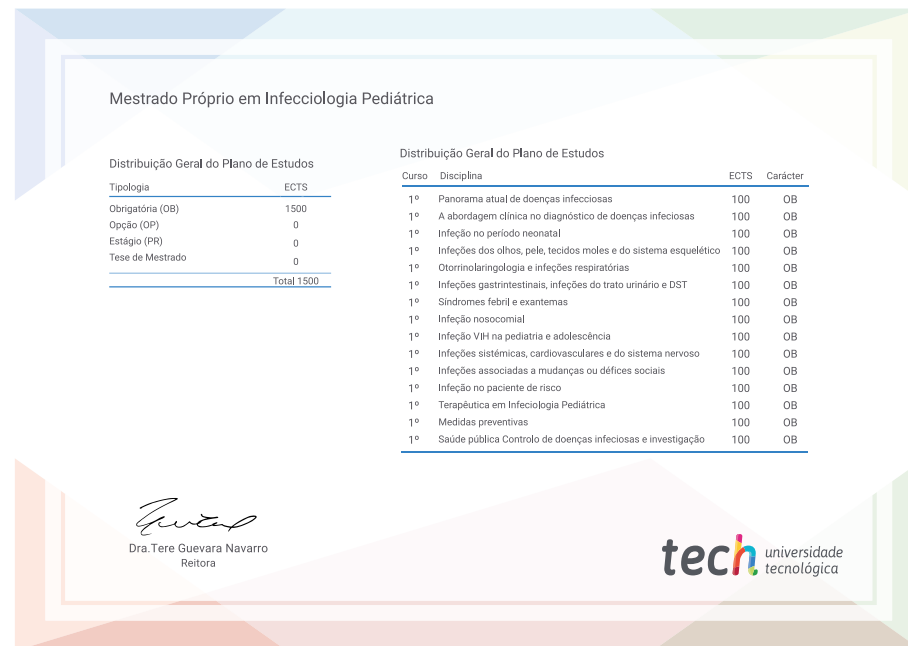 Mestrado Próprio em Infecciologia Pediátrica
Distribuição Geral do Plano de Estudos
Tipologia ECTS
Obrigatória (OB) 1500
Opção (OP) 0
Estágio (PR) 0
Tese de Mestrado 0
Total 1500
Distribuição Geral do Plano de Estudos
Curso Disciplina ECTS Carácter
1º Panorama atual de doenças infecciosas 100 OB
1º A abordagem clínica no diagnóstico de doenças infeciosas 100 OB
1º Infeção no período neonatal 100 OB
1º Infeções dos olhos, pele, tecidos moles e do sistema esquelético 100 OB
1º Otorrinolaringologia e infeções respiratórias 100 OB
1º Infeções gastrintestinais, infeções do trato urinário e DST 100 OB
1º Síndromes febril e exantemas 100 OB
1º Infeção nosocomial 100 OB
1º Infeção VIH na pediatria e adolescência 100 OB
1º Infeções sistémicas, cardiovasculares e do sistema nervoso 100 OB
1º Infeções associadas a mudanças ou défices sociais 100 OB
1º Infeção no paciente de risco 100 OB
1º Terapêutica em Infeciologia Pediátrica 100 OB
1º Medidas preventivas 100 OB
1º Saúde pública Controlo de doenças infeciosas e investigação 100 OB
Dra.Tere Guevara Navarro
Reitora
tech universidade
tecnológica